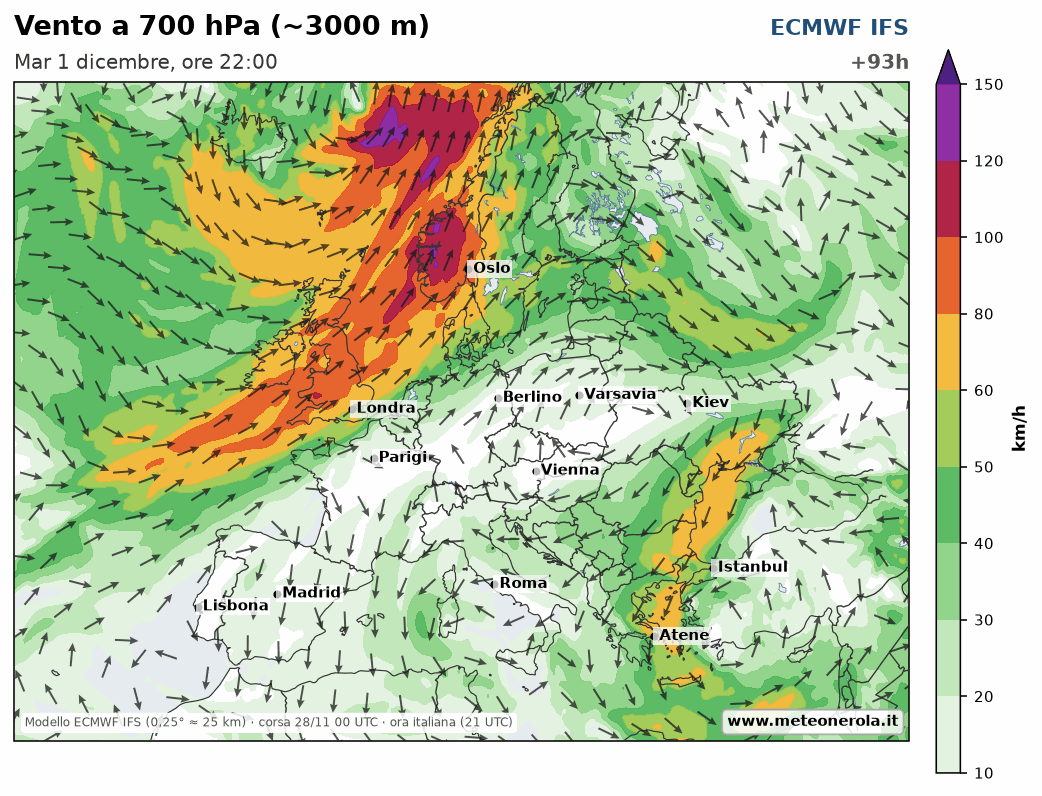 Vento a 700 hPa (~3000 m)
ECMWF IFS
Mar 1 dicembre, ore 22:00
+93h
150
120
100
80
60
50
40
30
20
10
km/h
Oslo
Londra
Berlino
Varsavia
Kiev
Parigi
Vienna
Istanbul
Roma
Madrid
Lisbona
Atene
Modello ECMWF IFS (0,25° ≈ 25 km) · corsa 28/11 00 UTC · ora italiana (21 UTC)
www.meteonerola.it